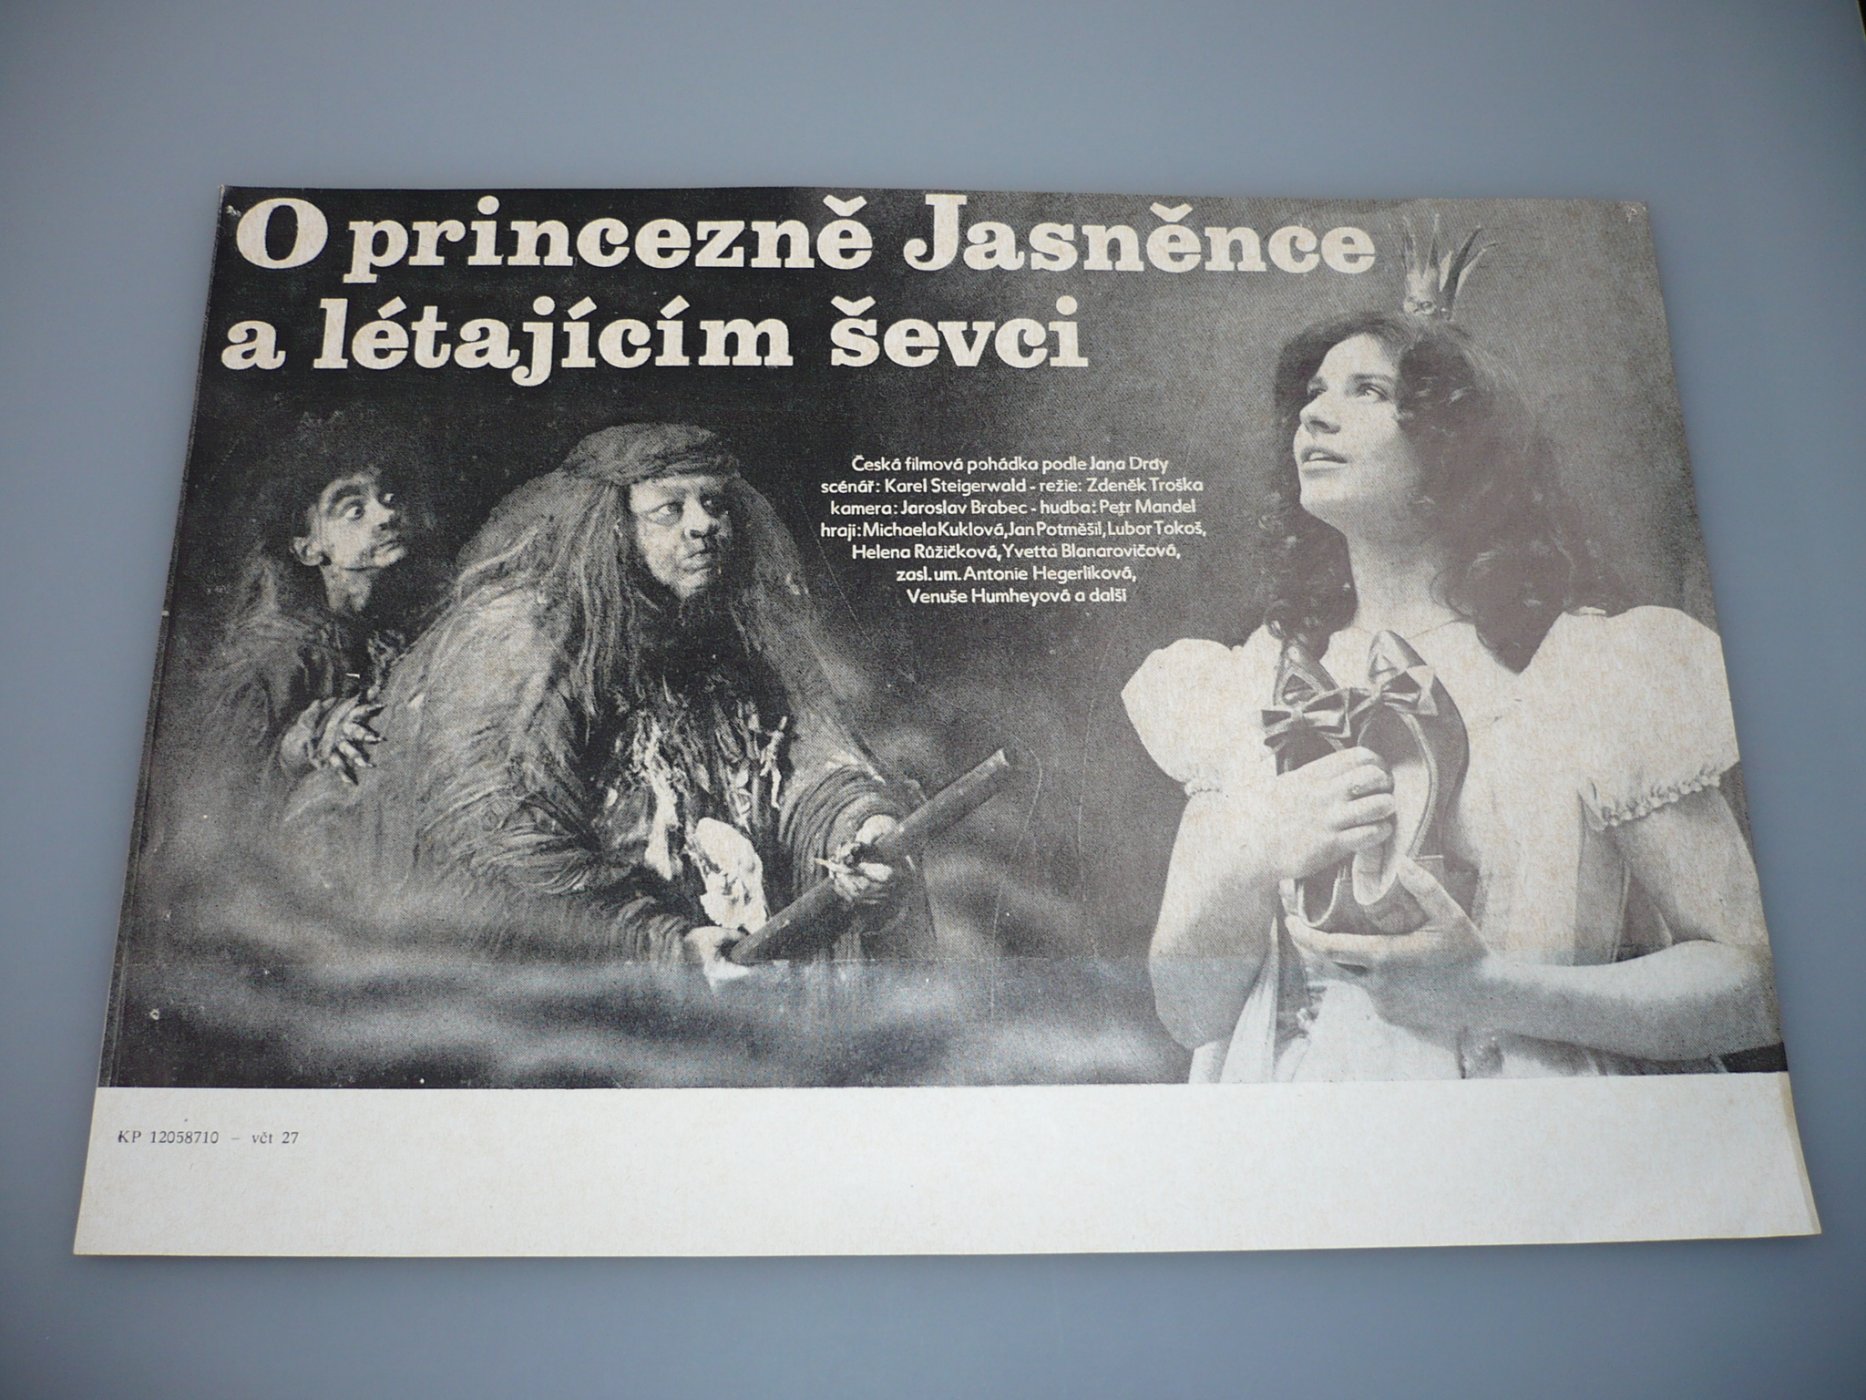 O princezně Jasněnce
a létajícím ševci
Česká filmová pohádka podle Jana Drdy
scénář: Karel Steigerwald - režie: Zdeněk Troška
kamera: Jaroslav Brabec - hudba: Petr Mandel
hrají: Michaela Kuklová, Jan Potměšil, Lubor Tokoš,
Helena Růžičková, Yvetta Blanarovičová,
zasl. um. Antonie Hegerlíková,
Venuše Humheyová a další
KP 12058710 — včt 27